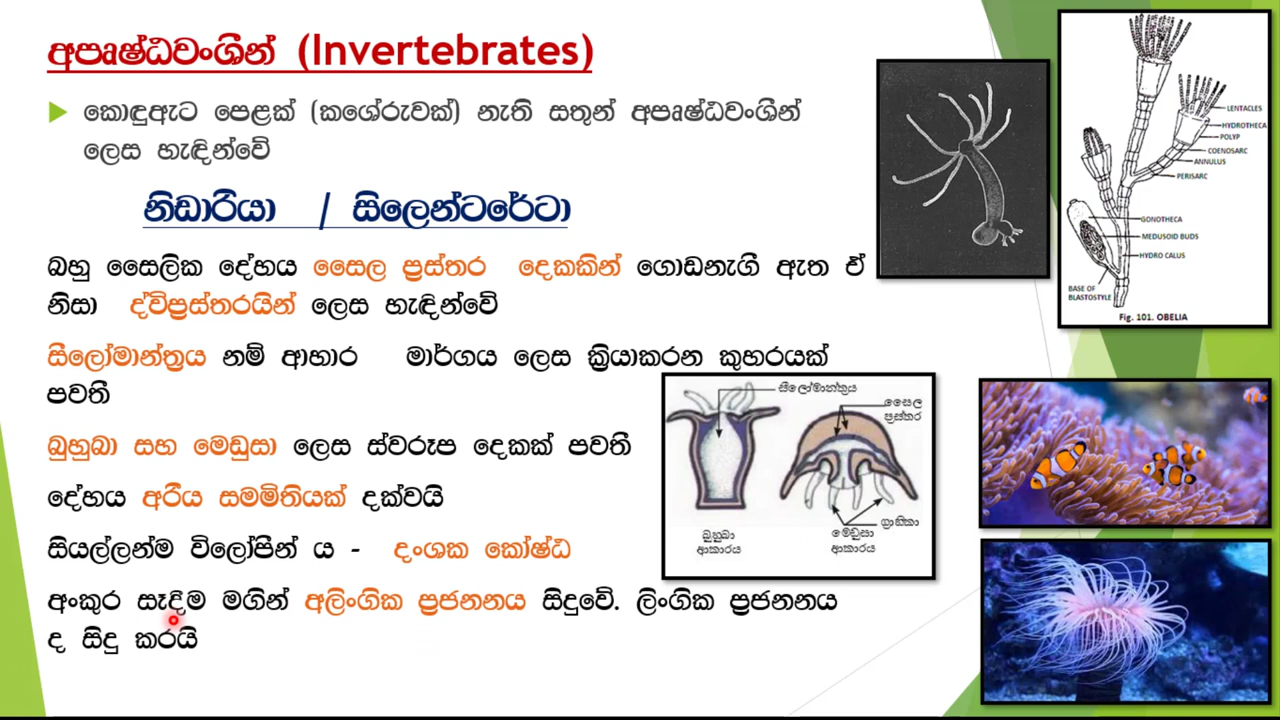 අපෘෂ්ඨවංශීන් (Invertebrates)
කොඳුඇට පෙළක් (කශේරුවක්) නැති සතුන් අපෘෂ්ඨවංශීන්
ලෙස හැඳින්වේ
නිඩාරියා / සිලෙන්ටරේටා
බහු සෛලික දේහය සෛල ප්‍රස්තර දෙකකින් ගොඩනැගී ඇත ඒ
නිසා ද්විප්‍රස්තරයින් ලෙස හැඳින්වේ
සීලෝමාන්ත්‍රය නම් ආහාර මාර්ගය ලෙස ක්‍රියාකරන කුහරයක්
පවතී
බුහුබා සහ මෙඩුසා ලෙස ස්වරූප දෙකක් පවතී
දේහය අරීය සමමිතියක් දක්වයි
සියල්ලන්ම විලෝපීන් ය - දංශක කෝෂ්ඨ
අංකුර සෑදීම මගින් අලිංගික ප්‍රජනනය සිදුවේ. ලිංගික ප්‍රජනනය
ද සිදු කරයි
සීලෝමාන්ත්‍රය
සෛල
ප්‍රස්තර
ග්‍රාහිකා
බුහුබා
ආකාරය
මෙඩුසා
ආකාරය
LENTACLES
HYDROTHECA
POLYP
COENOSARC
ANNULUS
PERISARC
GONOTHECA
MEDUSOID BUDS
HYDRO CALUS
BASE OF
BLASTOSTYLE
Fig. 101. OBELIA